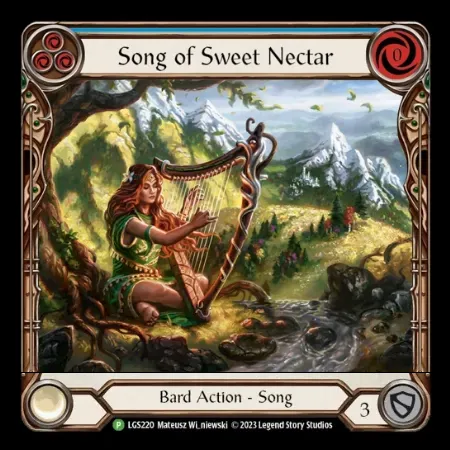 Song of Sweet Nectar
0
Bard Action - Song
3
P LGS220 Mateusz Wi_niewski © 2023 Legend Story Studios